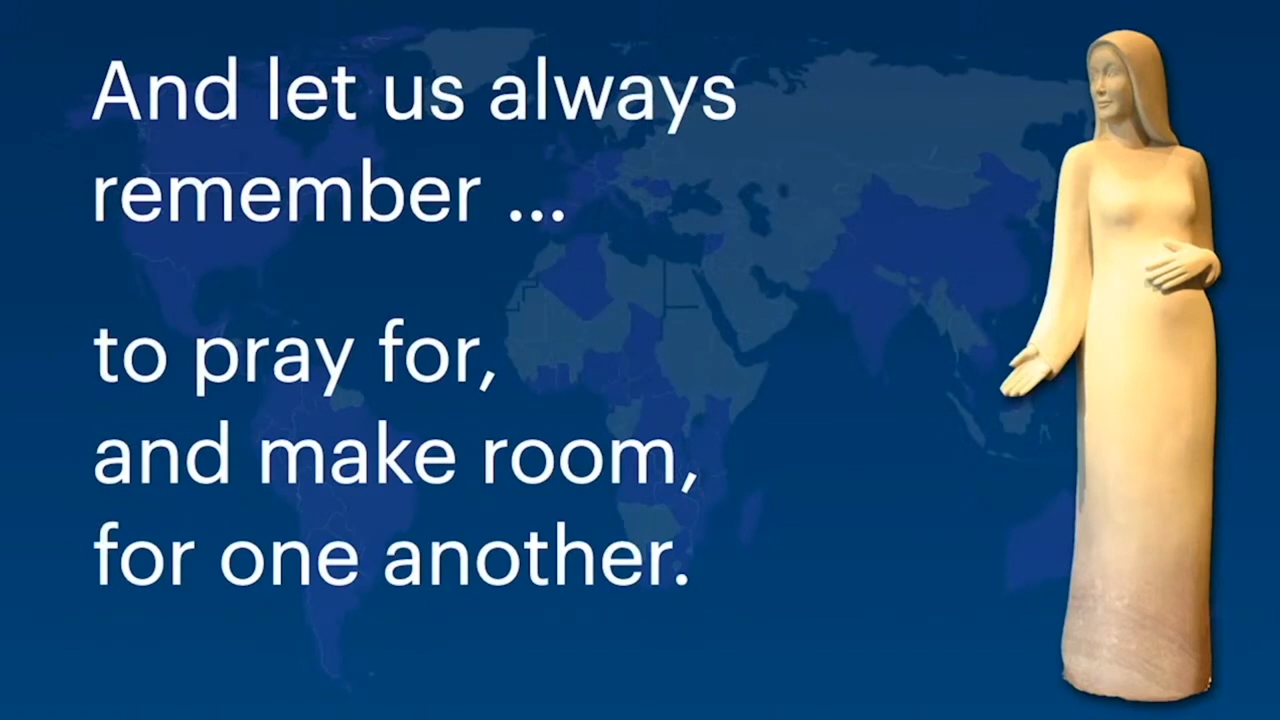 And let us always
remember ...
to pray for,
and make room,
for one another.